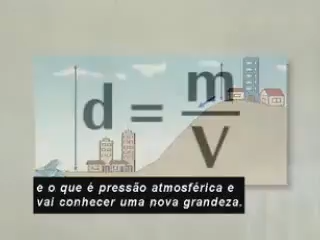 d = m
V
e o que é pressão atmosférica e
vai conhecer uma nova grandeza.